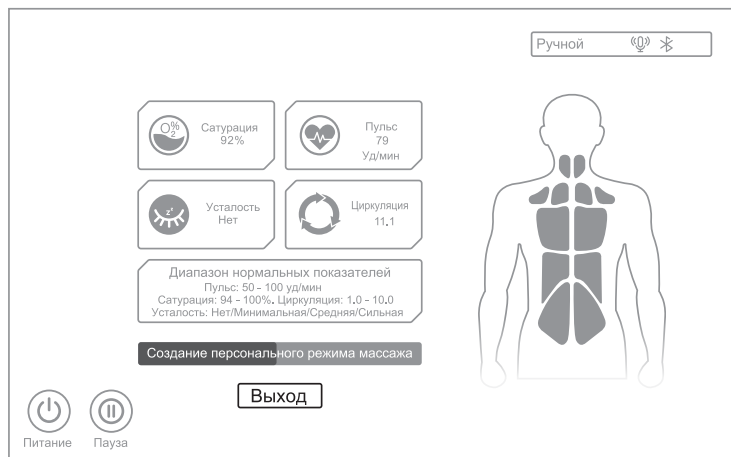 Ручной
O₂%
Сатурация
92%
Пульс
79
Уд/мин
z z
Усталость
Нет
Циркуляция
11.1
Диапазон нормальных показателей
Пульс: 50 - 100 уд/мин
Сатурация: 94 - 100%. Циркуляция: 1.0 - 10.0
Усталость: Нет/Минимальная/Средняя/Сильная
Создание персонального режима массажа
Выход
Питание
Пауза